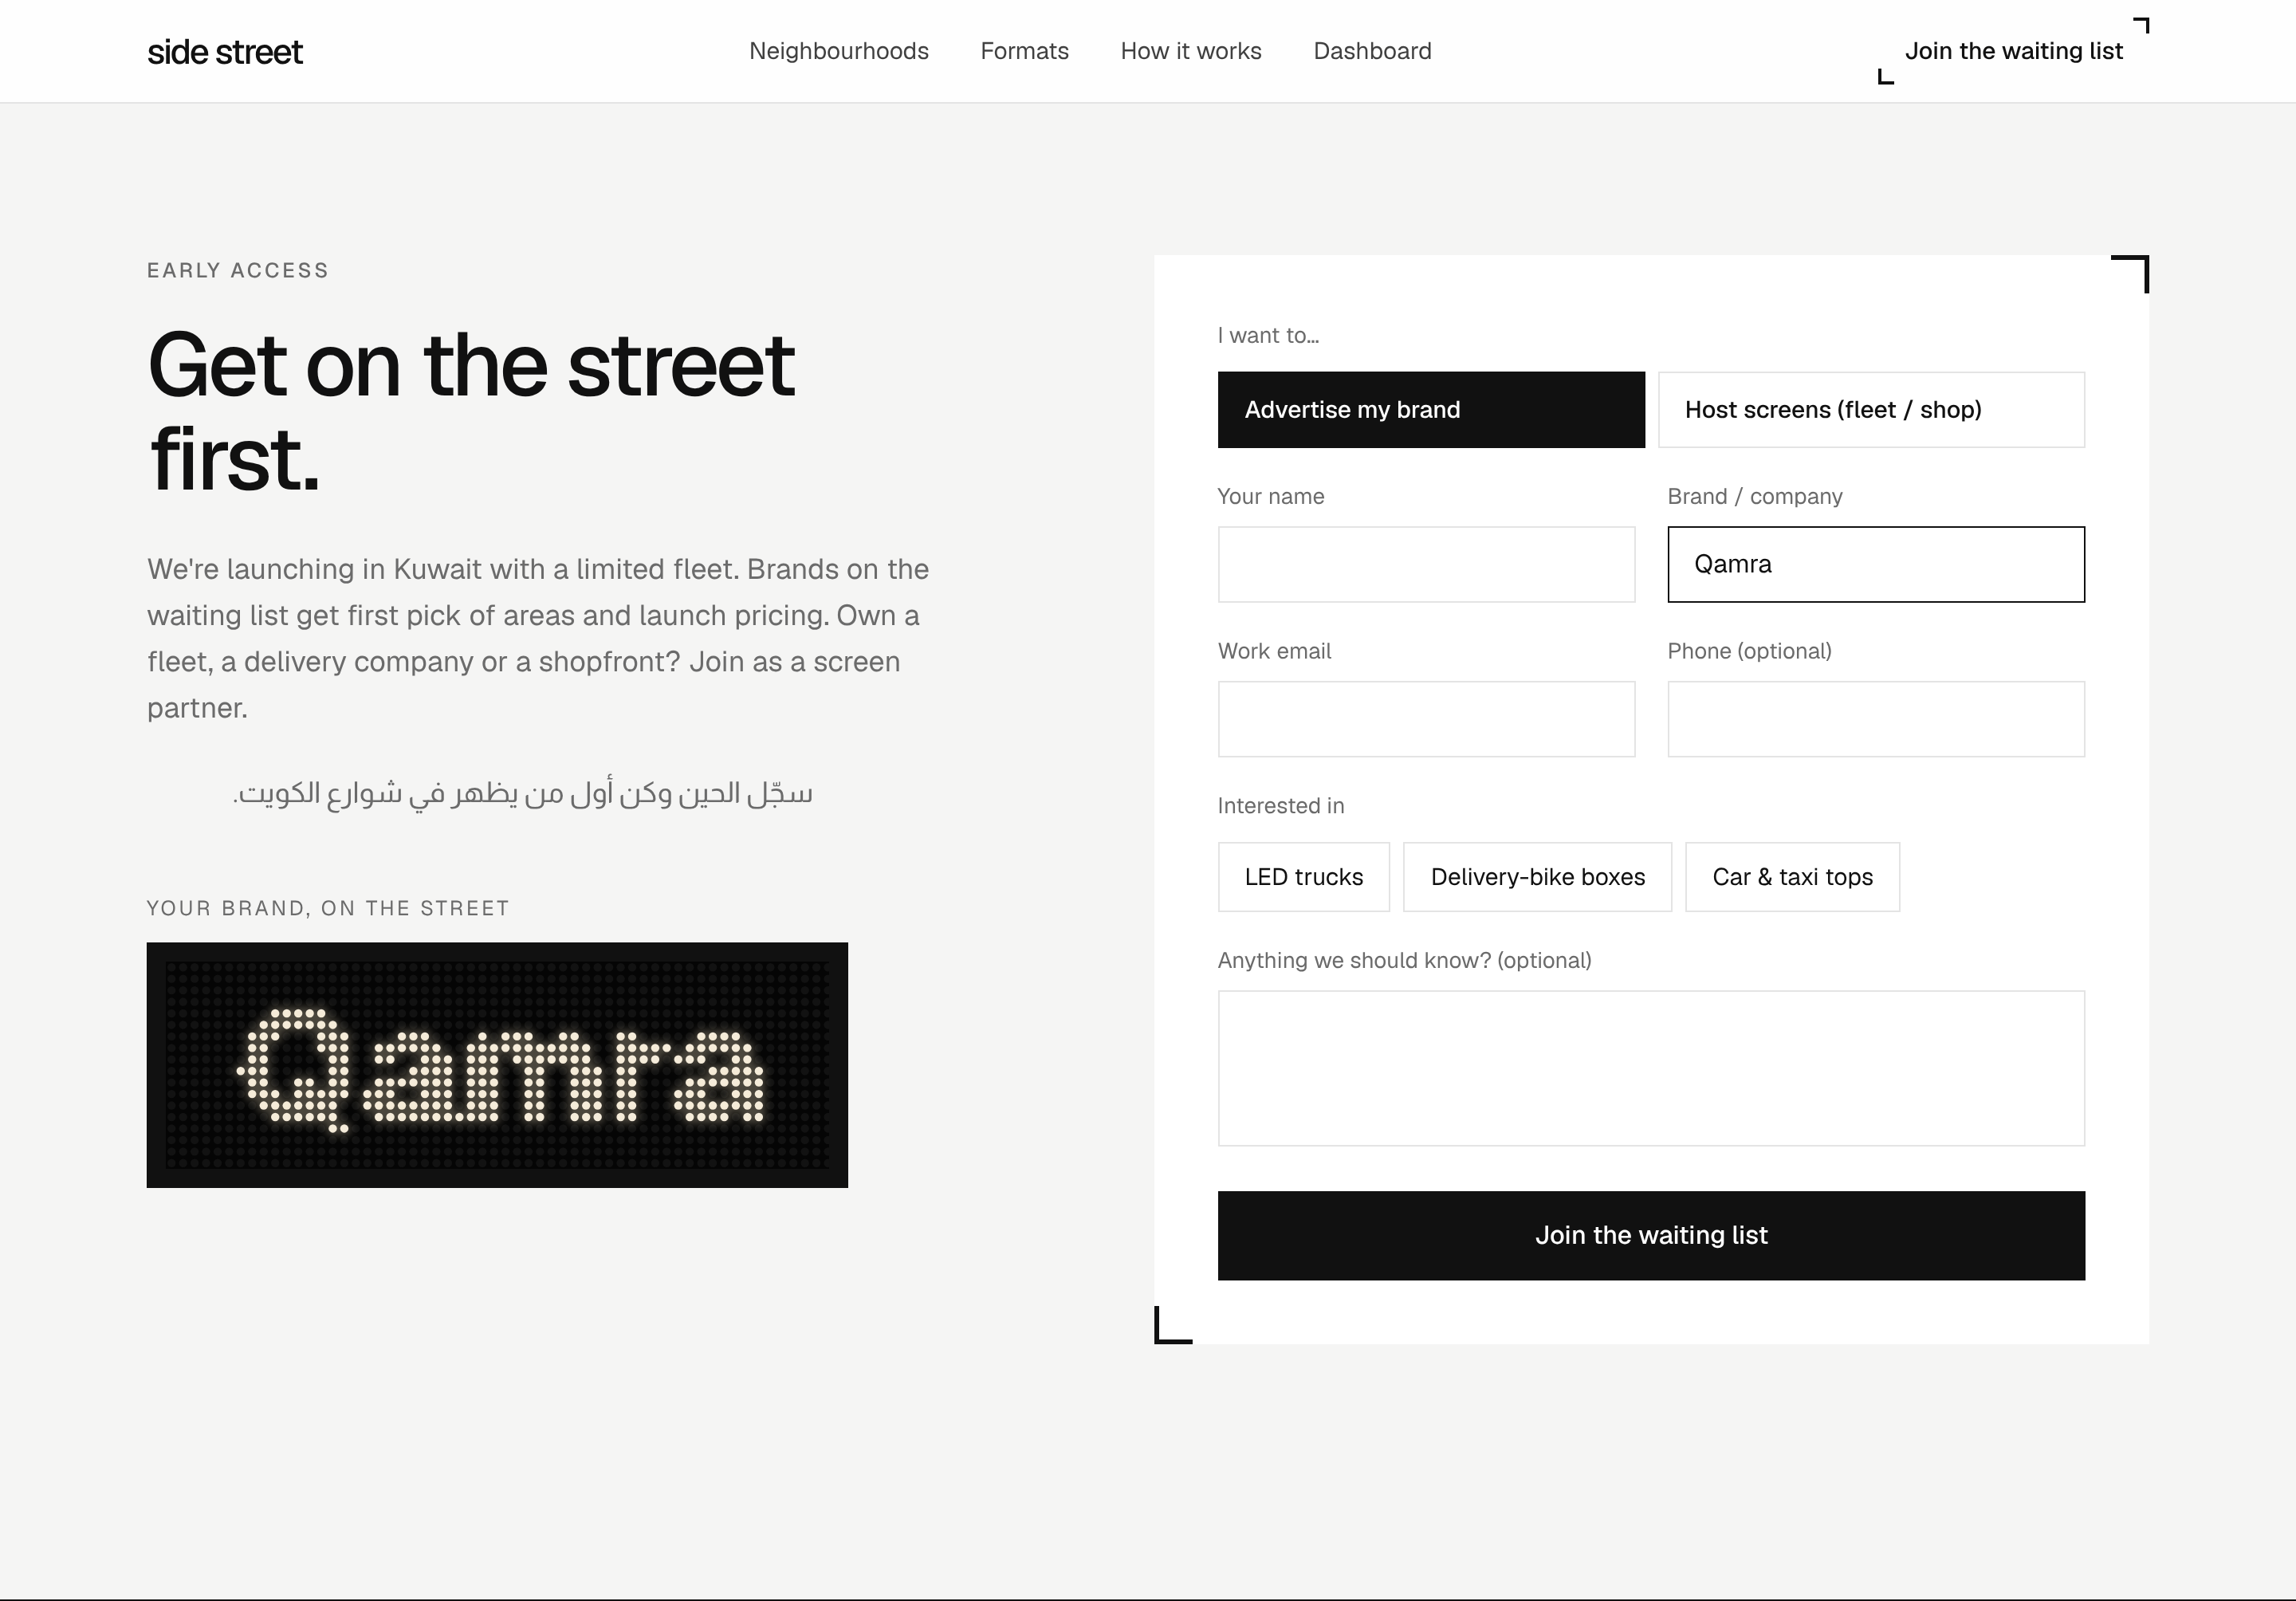 side street
Neighbourhoods
Formats
How it works
Dashboard
Join the waiting list
EARLY ACCESS
Get on the street
first.
We're launching in Kuwait with a limited fleet. Brands on the
waiting list get first pick of areas and launch pricing. Own a
fleet, a delivery company or a shopfront? Join as a screen
partner.
سجّل الحين وكن أول من يظهر في شوارع الكويت.
YOUR BRAND, ON THE STREET
Qamra
I want to...
Advertise my brand
Host screens (fleet / shop)
Your name
Brand / company
Qamra
Work email
Phone (optional)
Interested in
LED trucks
Delivery-bike boxes
Car & taxi tops
Anything we should know? (optional)
Join the waiting list